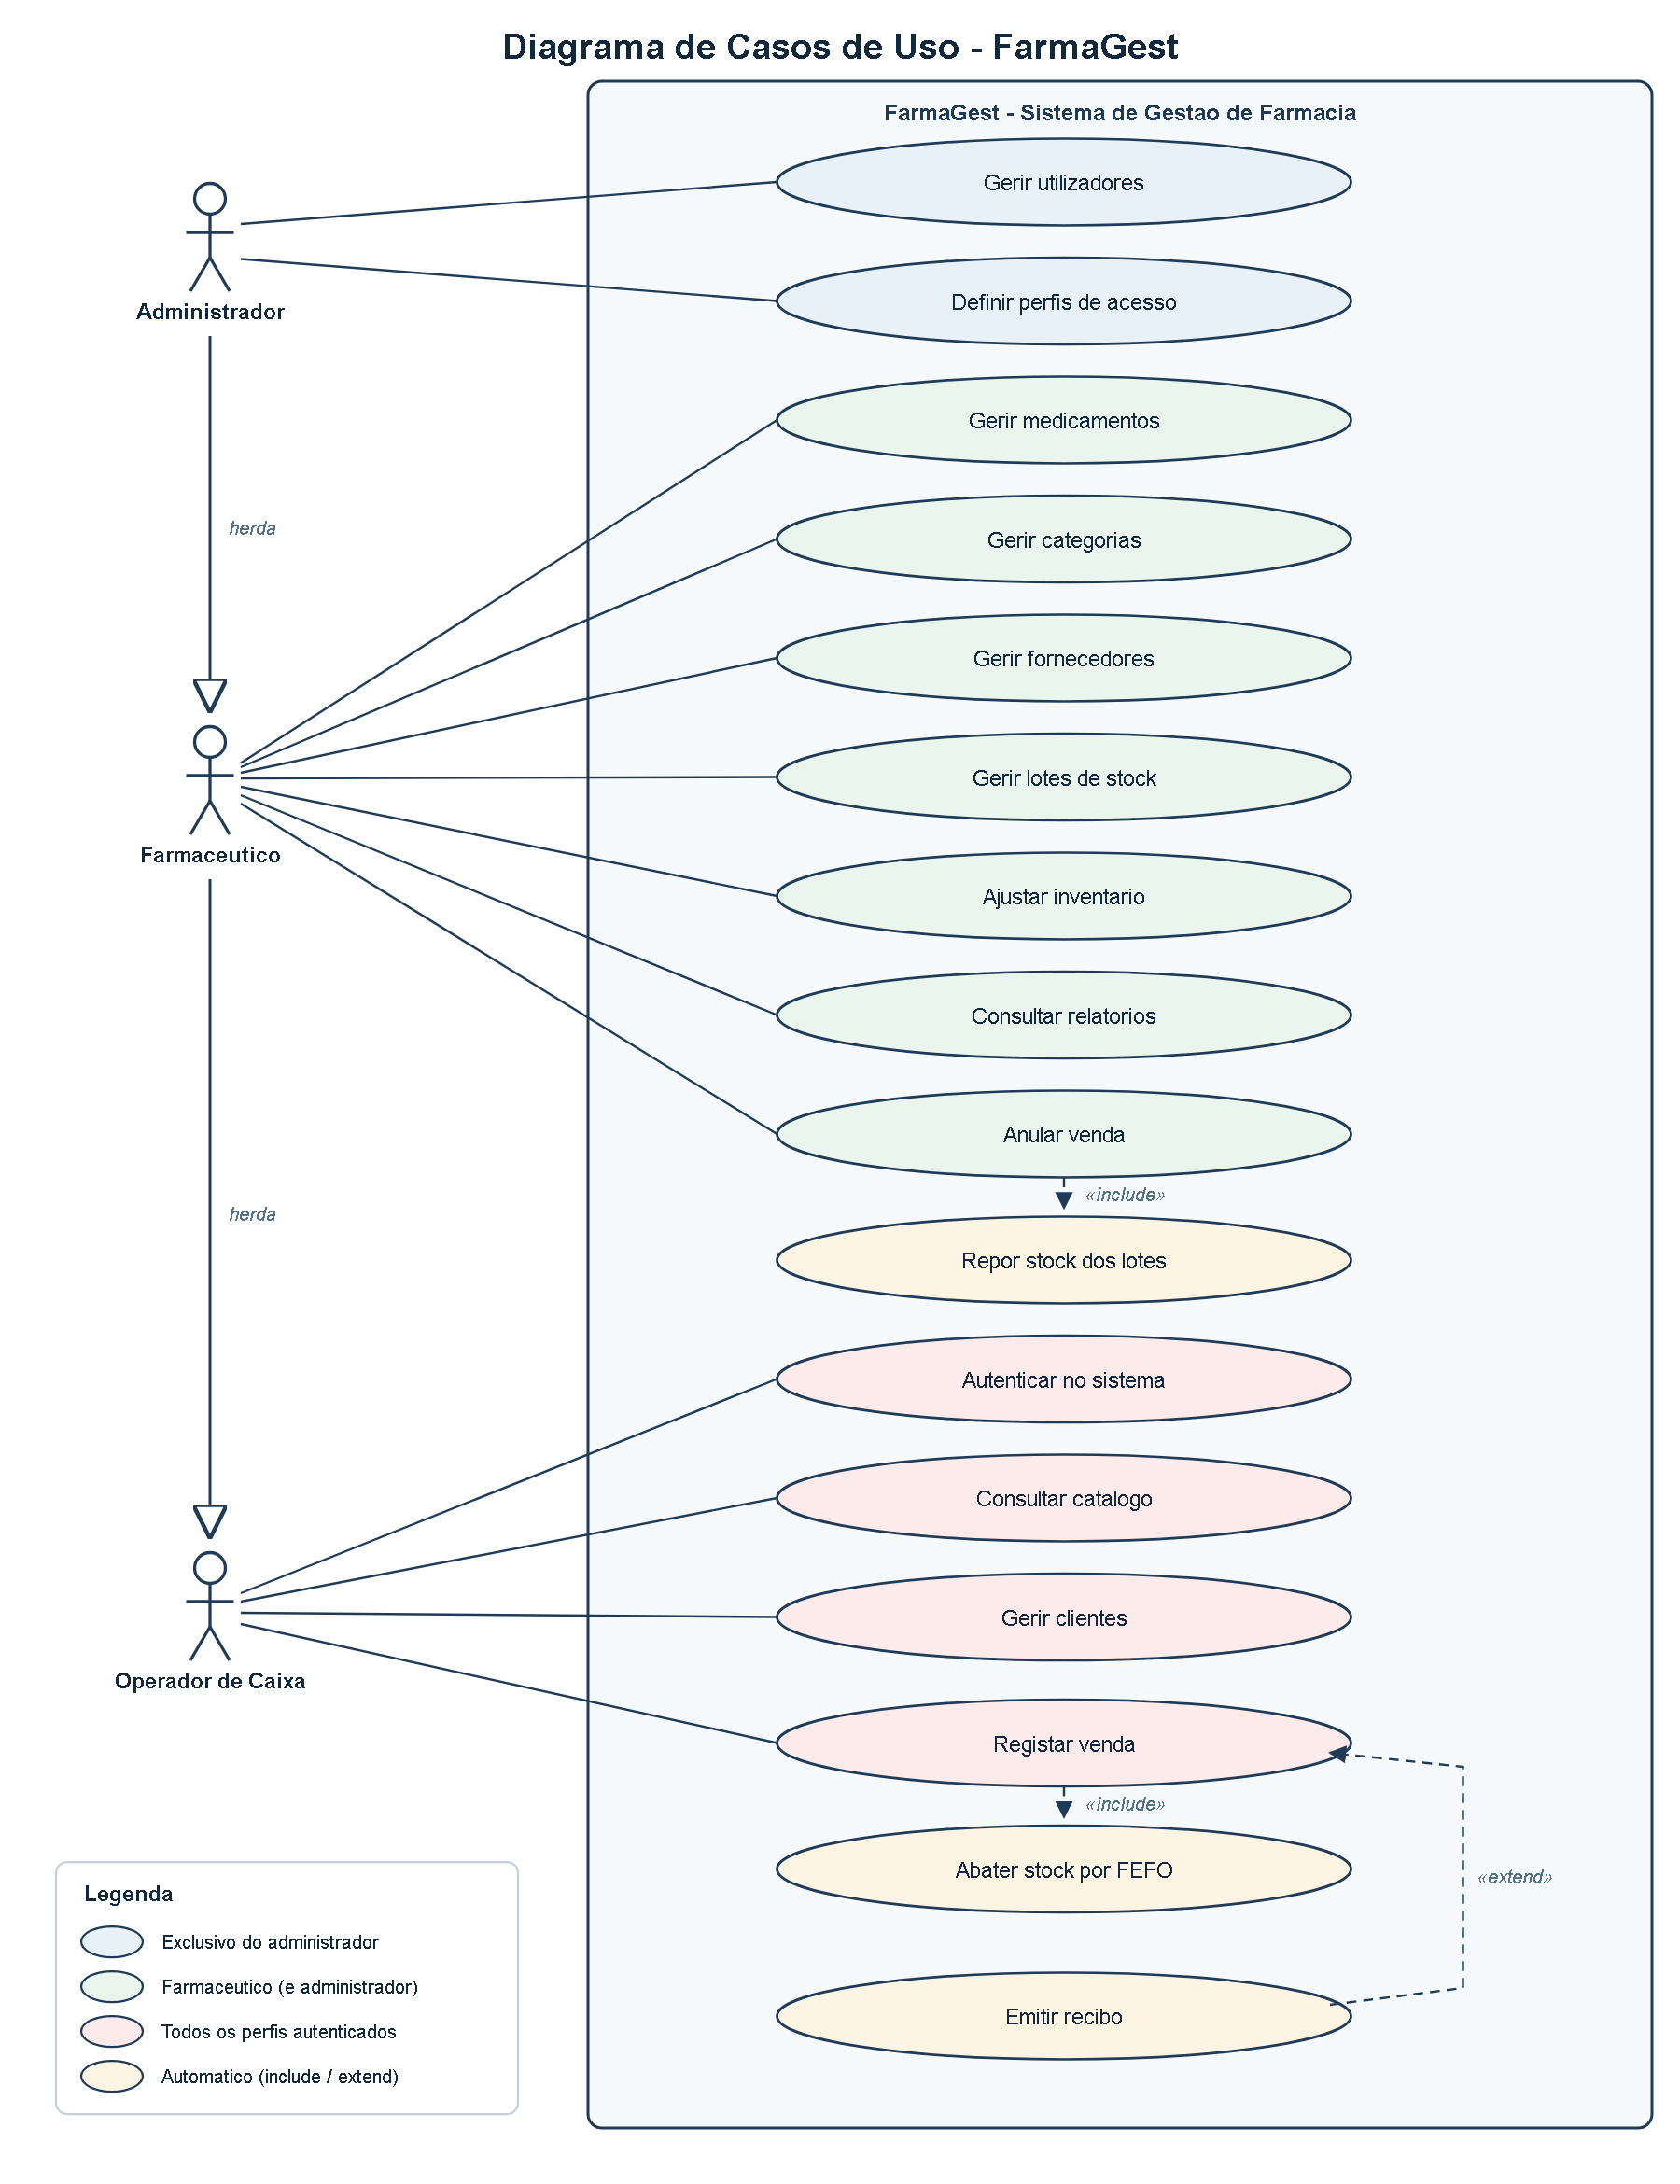 Diagrama de Casos de Uso - FarmaGest
FarmaGest - Sistema de Gestao de Farmacia
Gerir utilizadores
Definir perfis de acesso
Administrador
Gerir medicamentos
herda
Gerir categorias
Gerir fornecedores
Gerir lotes de stock
Farmaceutico
Ajustar inventario
Consultar relatorios
Anular venda
«include»
herda
Repor stock dos lotes
Autenticar no sistema
Consultar catalogo
Gerir clientes
Operador de Caixa
Registar venda
«include»
Abater stock por FEFO
«extend»
Emitir recibo
Legenda
Exclusivo do administrador
Farmaceutico (e administrador)
Todos os perfis autenticados
Automatico (include / extend)